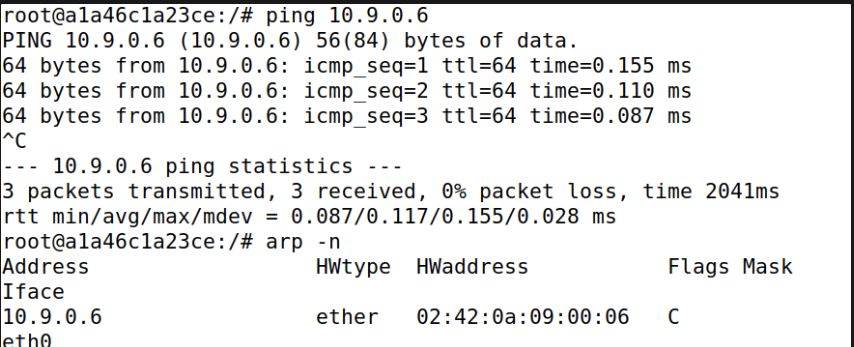 root@a1a46c1a23ce:/# ping 10.9.0.6
PING 10.9.0.6 (10.9.0.6) 56(84) bytes of data.
64 bytes from 10.9.0.6: icmp_seq=1 ttl=64 time=0.155 ms
64 bytes from 10.9.0.6: icmp_seq=2 ttl=64 time=0.110 ms
64 bytes from 10.9.0.6: icmp_seq=3 ttl=64 time=0.087 ms
^C
--- 10.9.0.6 ping statistics ---
3 packets transmitted, 3 received, 0% packet loss, time 2041ms
rtt min/avg/max/mdev = 0.087/0.117/0.155/0.028 ms
root@a1a46c1a23ce:/# arp -n
Address                  HWtype  HWaddress           Flags Mask
Iface
10.9.0.6                 ether   02:42:0a:09:00:06   C
eth0